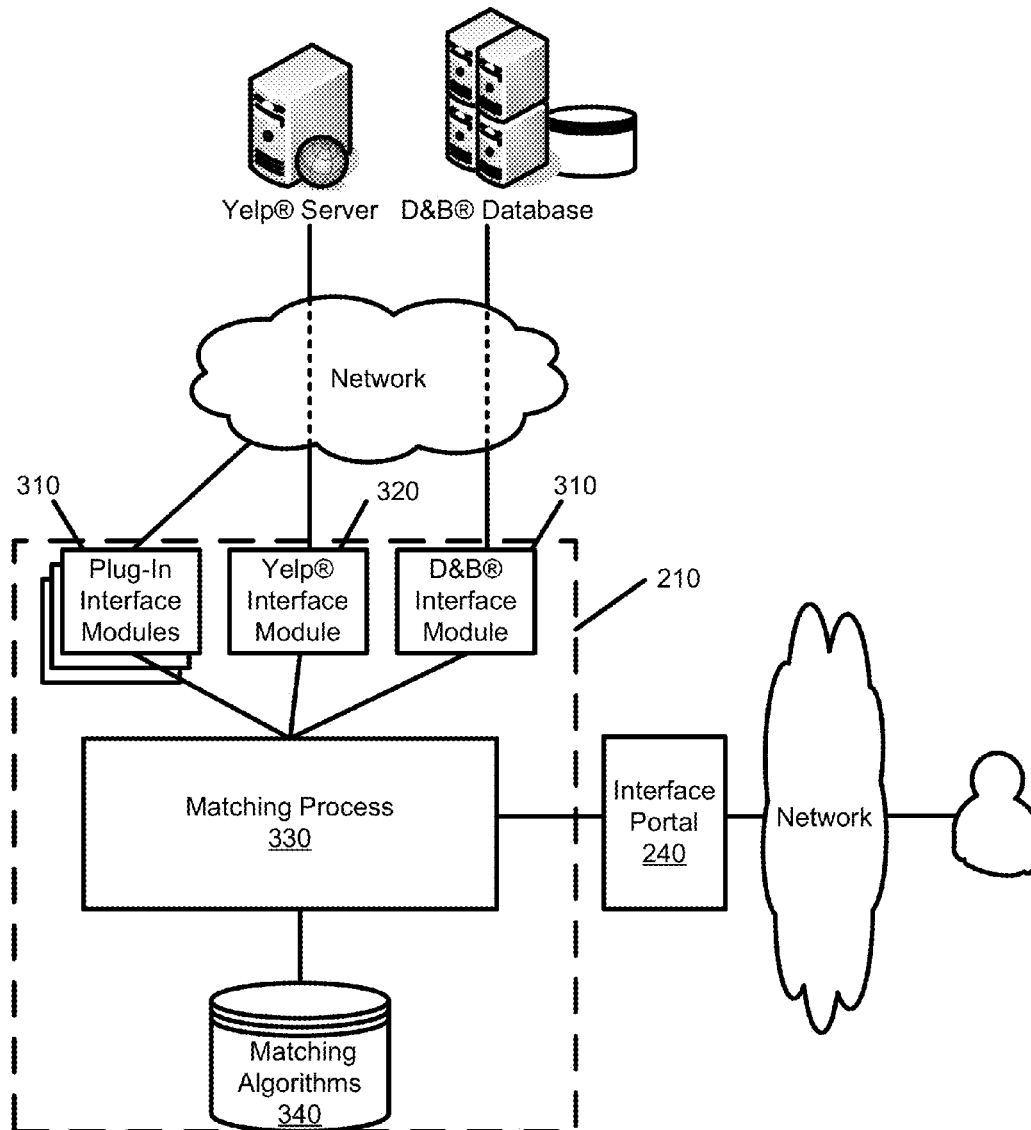 Yelp® Server
D&B® Database
Network
310
320
310
Plug-In
Interface
Modules
Yelp®
Interface
Module
D&B®
Interface
Module
210
Matching Process
330
Interface
Portal
240
Network
Matching
Algorithms
340